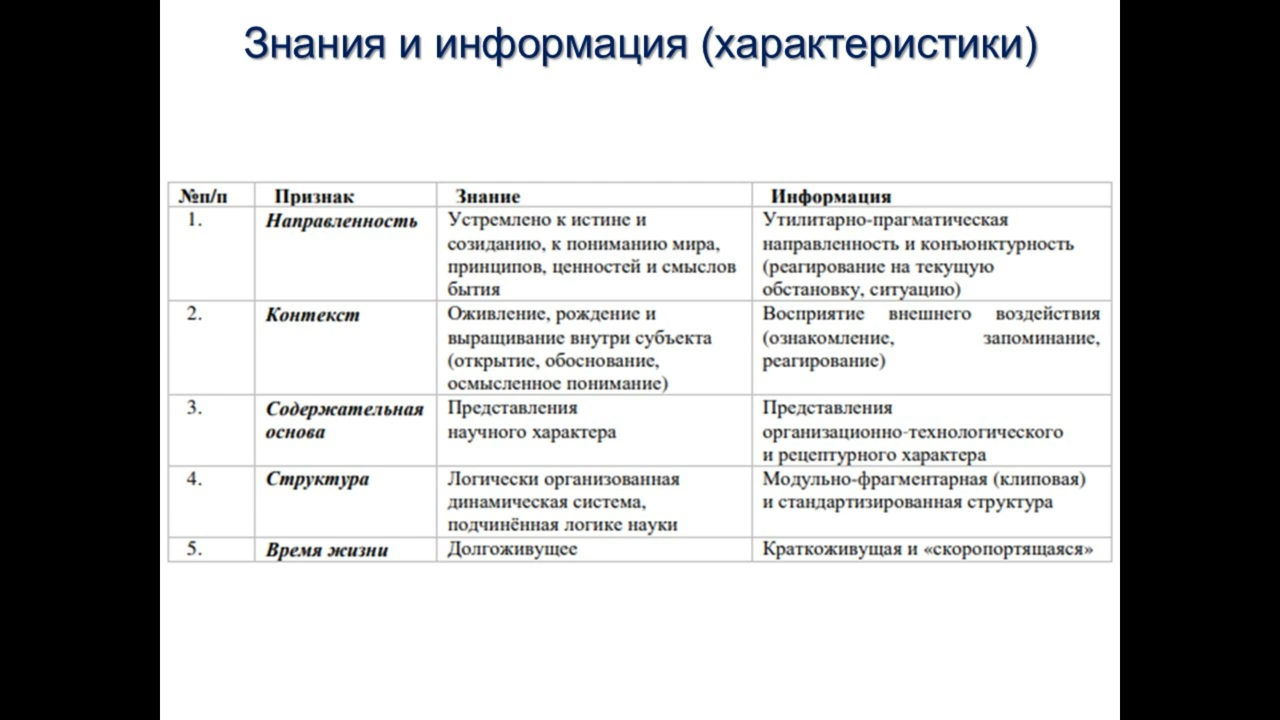 Знания и информация (характеристики)
№п/п Признак Знание Информация
1. Направленность Устремлено к истине и Утилитарно-прагматическая
созиданию, к пониманию мира, направленность и конъюнктурность
принципов, ценностей и смыслов (реагирование на текущую
бытия обстановку, ситуацию)
2. Контекст Оживление, рождение и Восприятие внешнего воздействия
выращивание внутри субъекта (ознакомление, запоминание,
(открытие, обоснование, реагирование)
осмысленное понимание)
3. Содержательная Представления Представления
основа научного характера организационно-технологического
и рецептурного характера
4. Структура Логически организованная Модульно-фрагментарная (клиповая)
динамическая система, и стандартизированная структура
подчинённая логике науки
5. Время жизни Долгоживущее Краткоживущая и «скоропортящаяся»